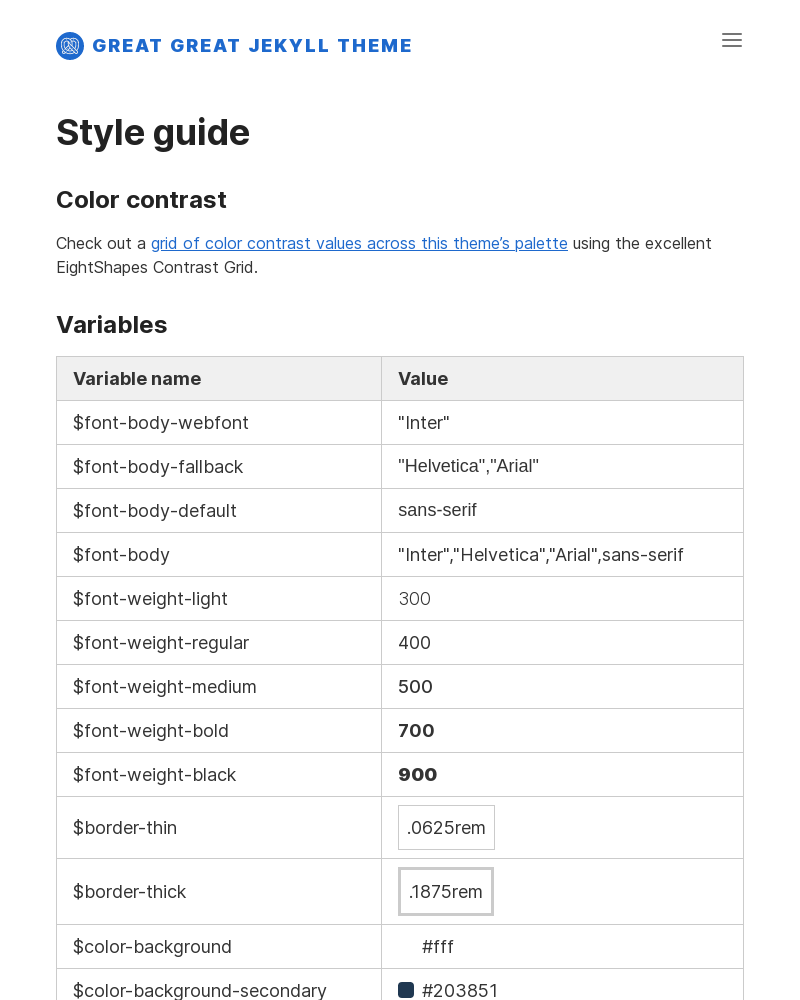 GREAT GREAT JEKYLL THEME
Style guide
Color contrast
Check out a grid of color contrast values across this theme’s palette using the excellent
EightShapes Contrast Grid.
Variables
Variable name Value
$font-body-webfont "Inter"
$font-body-fallback "Helvetica","Arial"
$font-body-default sans-serif
$font-body "Inter","Helvetica","Arial",sans-serif
$font-weight-light 300
$font-weight-regular 400
$font-weight-medium 500
$font-weight-bold 700
$font-weight-black 900
$border-thin .0625rem
$border-thick .1875rem
$color-background #fff
$color-background-secondary #203851